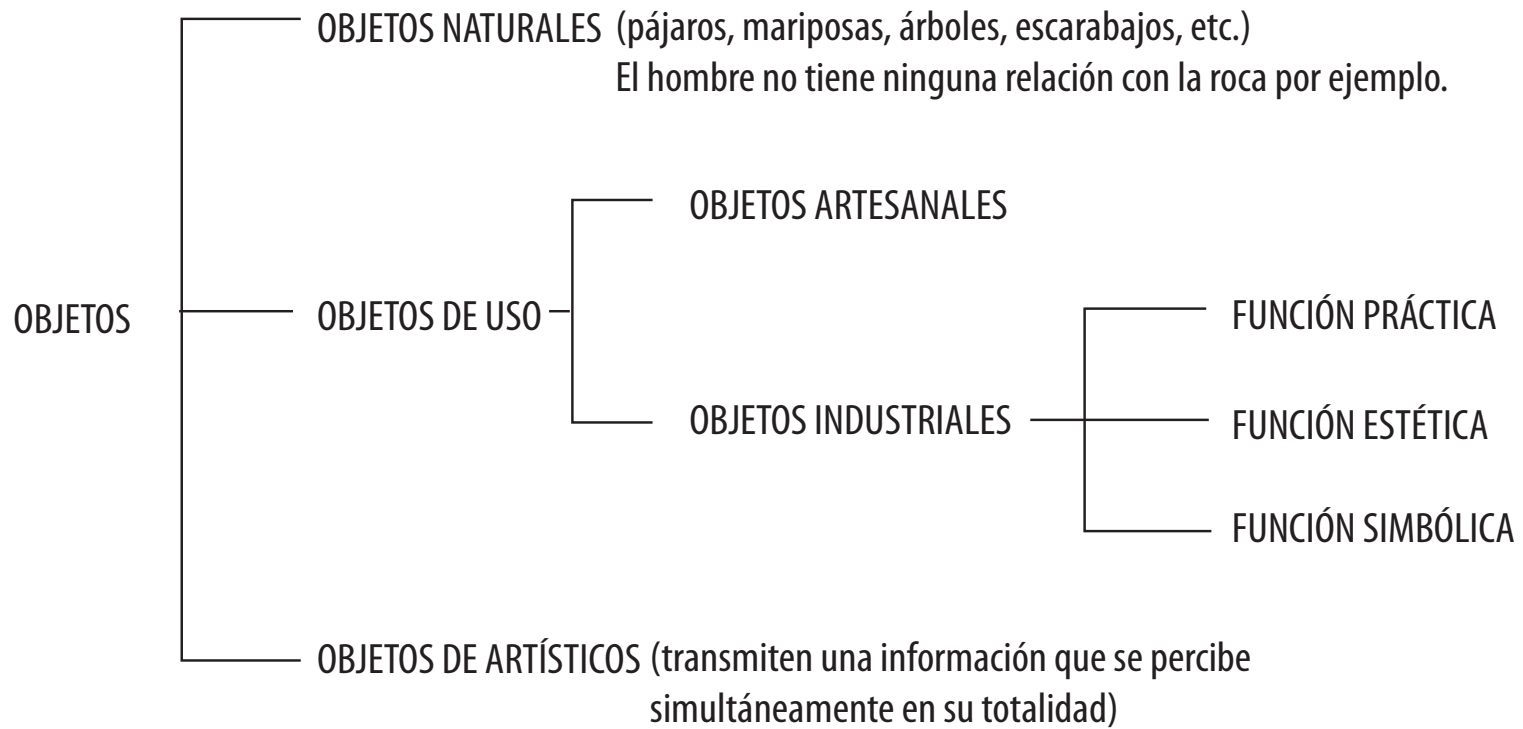 OBJETOS NATURALES (pájaros, mariposas, árboles, escarabajos, etc.)
El hombre no tiene ninguna relación con la roca por ejemplo.
OBJETOS ARTESANALES
OBJETOS
OBJETOS DE USO
FUNCIÓN PRÁCTICA
OBJETOS INDUSTRIALES
FUNCIÓN ESTÉTICA
FUNCIÓN SIMBÓLICA
OBJETOS DE ARTÍSTICOS (transmiten una información que se percibe
simultáneamente en su totalidad)